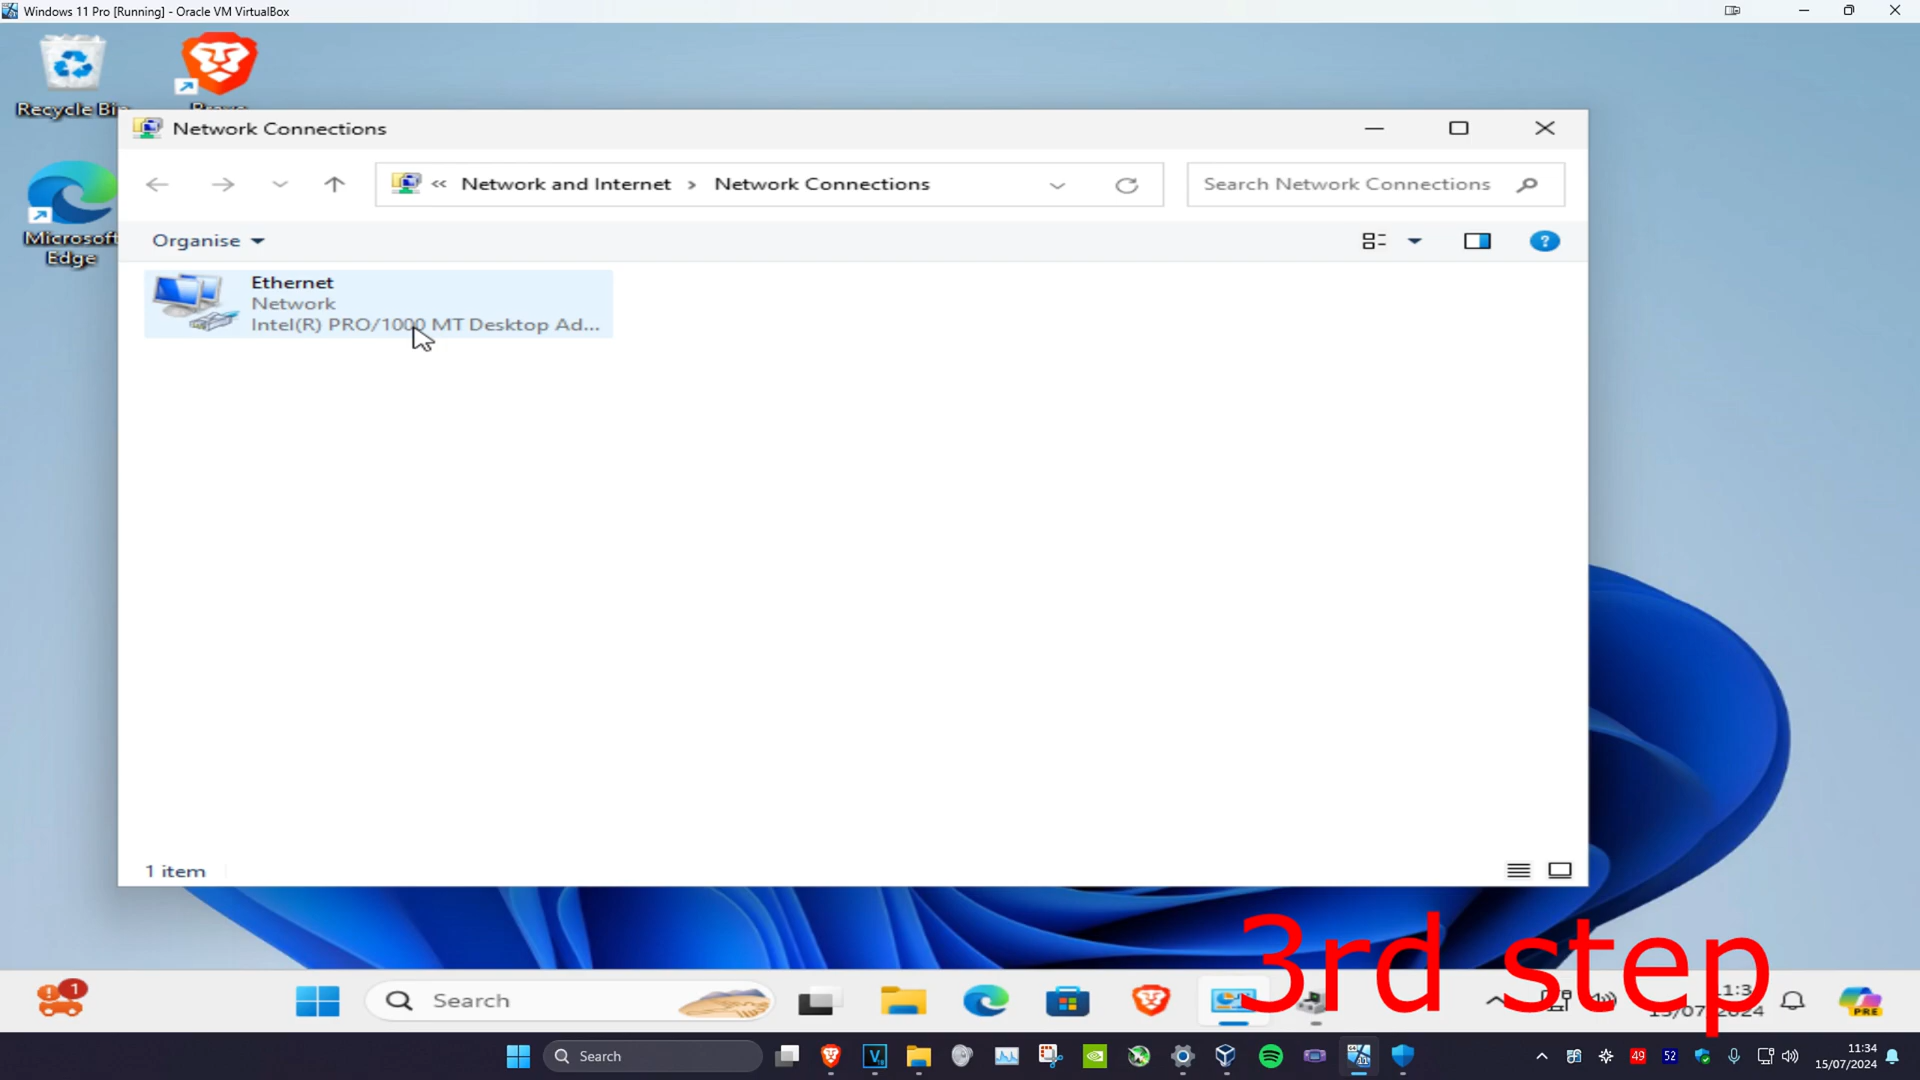 Windows 11 Pro [Running] - Oracle VM VirtualBox
Recycle Bin
Microsoft
Edge
Network Connections
« Network and Internet > Network Connections
Search Network Connections
Organise
Ethernet
Network
Intel(R) PRO/1000 MT Desktop Ad...
1 item
3rd step
1
Search
PRE
Search
49
52
11:34
15/07/2024